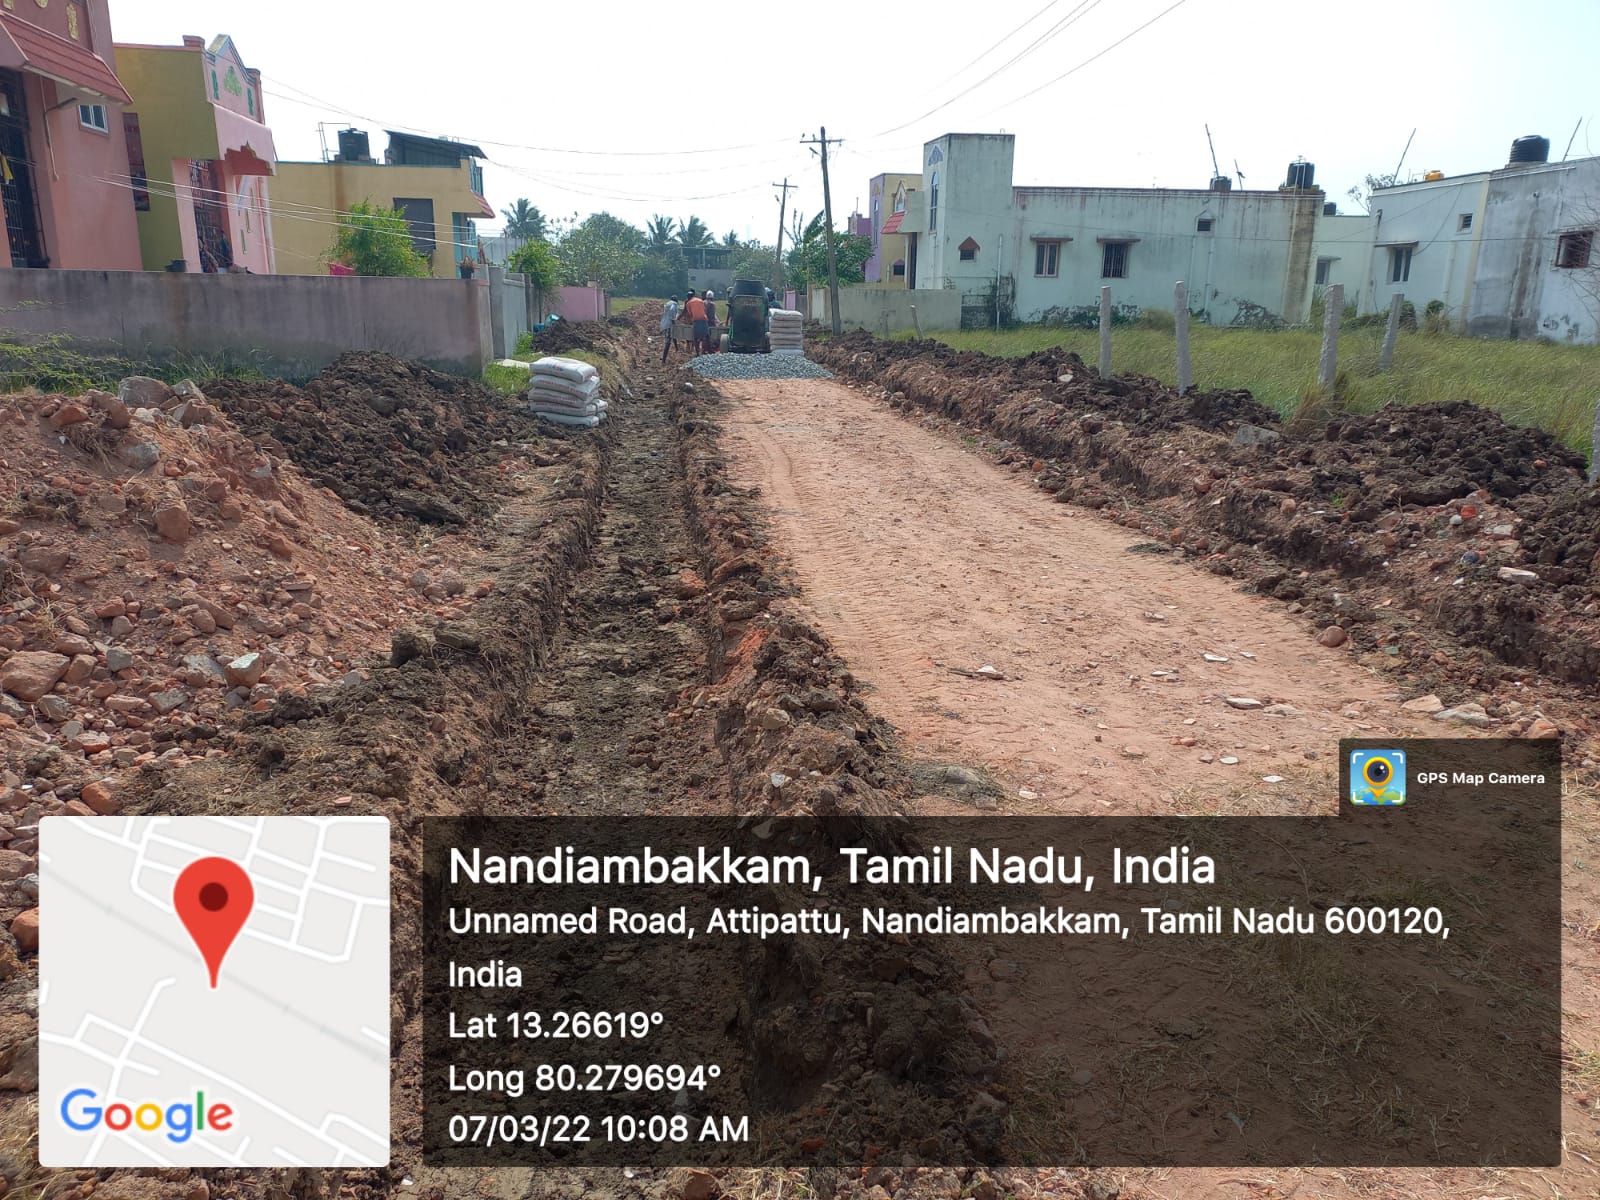 GPS Map Camera
Nandiambakkam, Tamil Nadu, India
Unnamed Road, Attipattu, Nandiambakkam, Tamil Nadu 600120,
India
Lat 13.26619°
Long 80.279694°
07/03/22 10:08 AM
Google